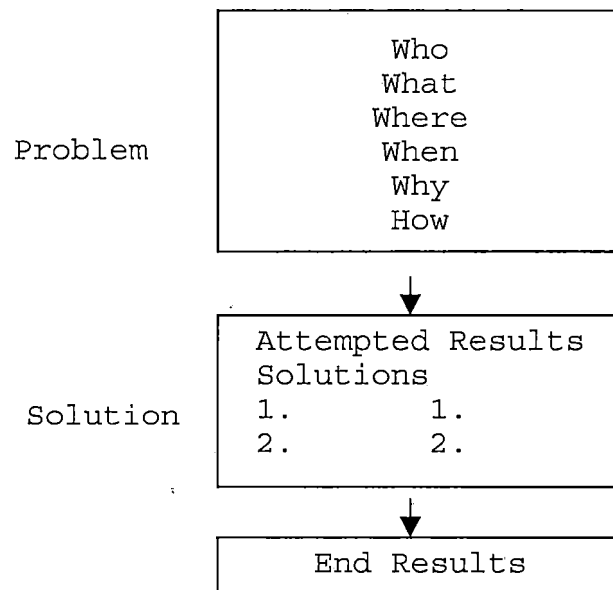 Problem
Who
What
Where
When
Why
How
Solution
Attempted Results
Solutions
1. 1.
2. 2.
End Results